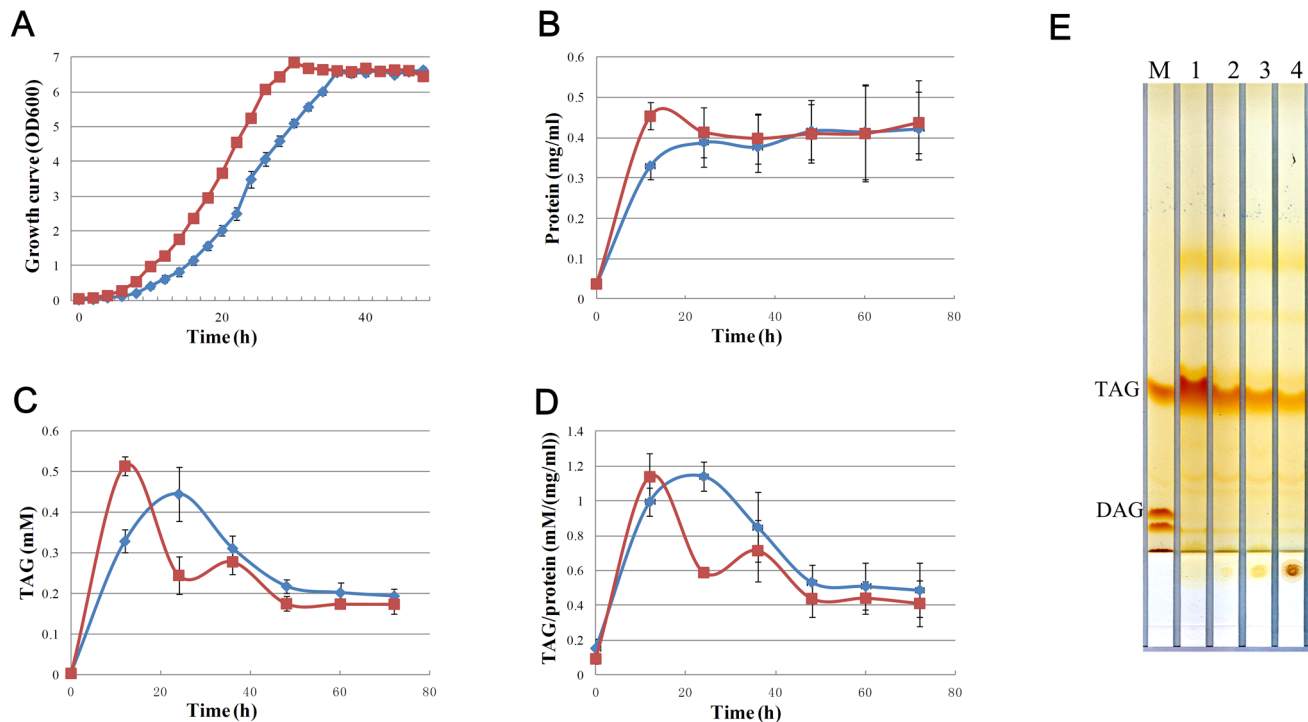 A
Growth curve (OD600)
7
6
5
4
3
2
1
0
0 20 40
Time (h)
B
Protein (mg/ml)
0.6
0.5
0.4
0.3
0.2
0.1
0
0 20 40 60 80
Time (h)
C
TAG (mM)
0.6
0.5
0.4
0.3
0.2
0.1
0
0 20 40 60 80
Time (h)
D
TAG/protein (mM/(mg/ml))
1.4
1.2
1
0.8
0.6
0.4
0.2
0
0 20 40 60 80
Time (h)
E
M 1 2 3 4
TAG
DAG